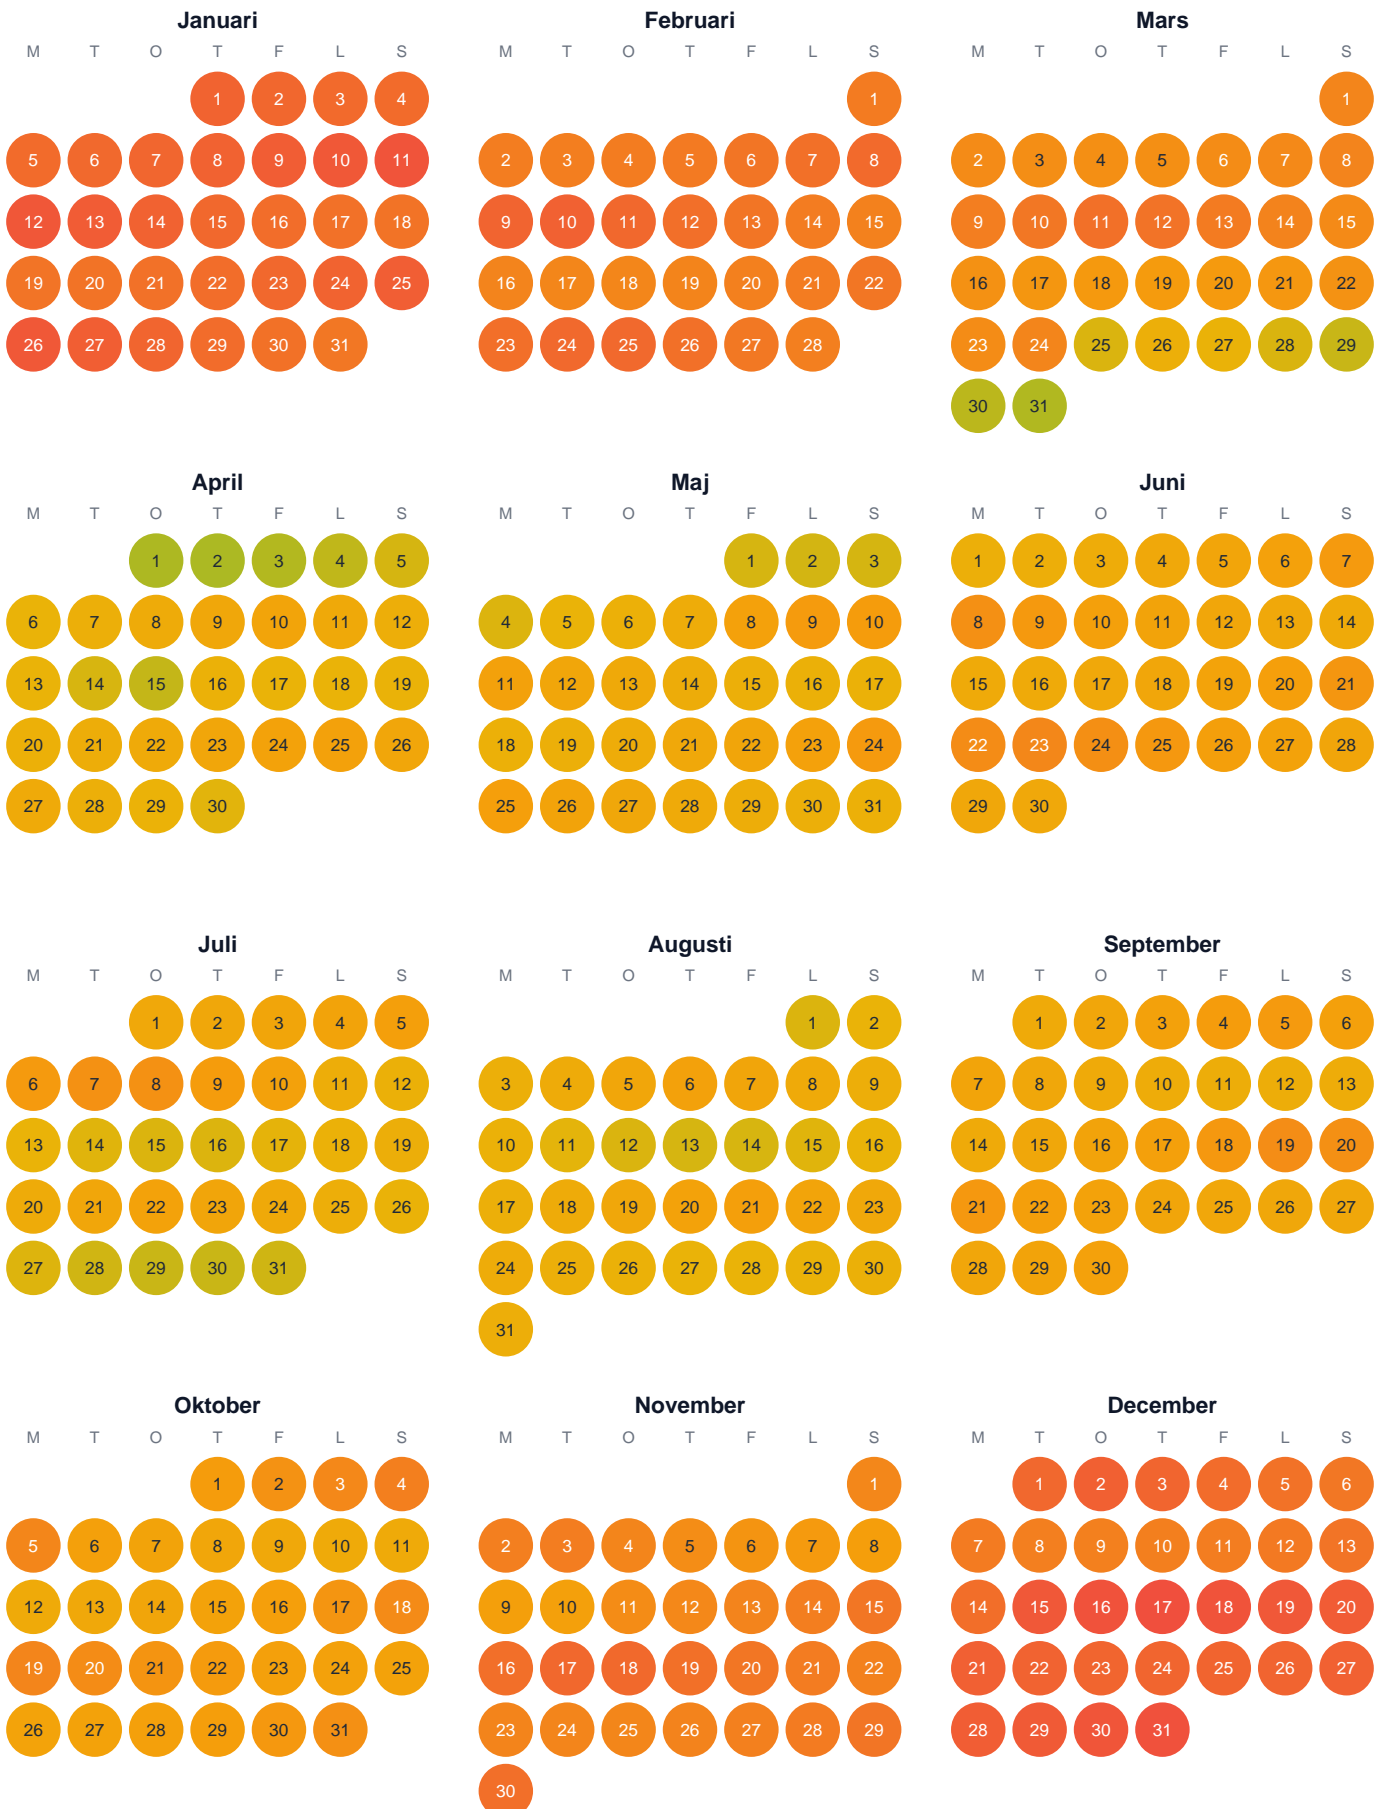 Januari Februari Mars
M T O T F L S M T O T F L S M T O T F L S
1 2 3 4 1 1
5 6 7 8 9 10 11 2 3 4 5 6 7 8 2 3 4 5 6 7 8
12 13 14 15 16 17 18 9 10 11 12 13 14 15 9 10 11 12 13 14 15
19 20 21 22 23 24 25 16 17 18 19 20 21 22 16 17 18 19 20 21 22
26 27 28 29 30 31 23 24 25 26 27 28 23 24 25 26 27 28 29
30 31
April Maj Juni
M T O T F L S M T O T F L S M T O T F L S
1 2 3 4 5 1 2 3 1 2 3 4 5 6 7
6 7 8 9 10 11 12 4 5 6 7 8 9 10 8 9 10 11 12 13 14
13 14 15 16 17 18 19 11 12 13 14 15 16 17 15 16 17 18 19 20 21
20 21 22 23 24 25 26 18 19 20 21 22 23 24 22 23 24 25 26 27 28
27 28 29 30 25 26 27 28 29 30 31 29 30
Juli Augusti September
M T O T F L S M T O T F L S M T O T F L S
1 2 3 4 5 1 2 1 2 3 4 5 6
6 7 8 9 10 11 12 3 4 5 6 7 8 9 7 8 9 10 11 12 13
13 14 15 16 17 18 19 10 11 12 13 14 15 16 14 15 16 17 18 19 20
20 21 22 23 24 25 26 17 18 19 20 21 22 23 21 22 23 24 25 26 27
27 28 29 30 31 24 25 26 27 28 29 30 28 29 30
31
Oktober November December
M T O T F L S M T O T F L S M T O T F L S
1 2 3 4 1 1 2 3 4 5 6
5 6 7 8 9 10 11 2 3 4 5 6 7 8 7 8 9 10 11 12 13
12 13 14 15 16 17 18 9 10 11 12 13 14 15 14 15 16 17 18 19 20
19 20 21 22 23 24 25 16 17 18 19 20 21 22 21 22 23 24 25 26 27
26 27 28 29 30 31 23 24 25 26 27 28 29 28 29 30 31
30